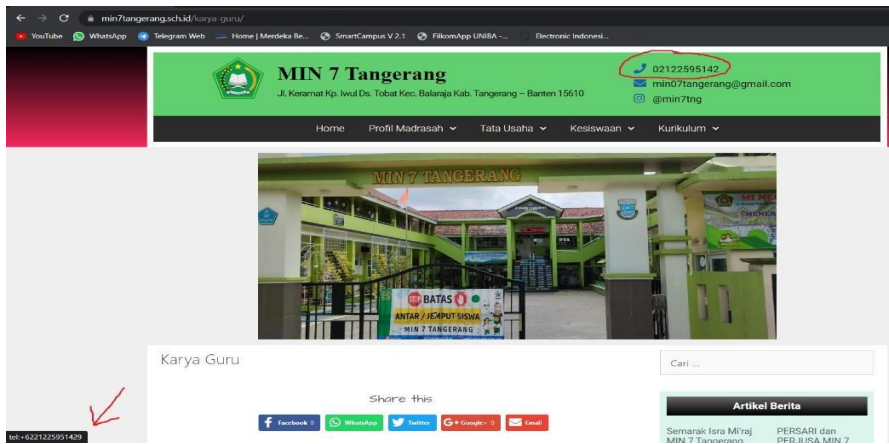 min7tangerang.sch.id/karya-guru/
YouTube WhatsApp Telegram Web Home | Merdeka Be... SmartCampus V 2.1 FilkomApp UNIBA -... Electronic Indonesi...
MIN 7 Tangerang
Jl. Keramat Kp. Iwul Ds. Tobat Kec. Balaraja Kab. Tangerang – Banten 15610
02122595142
min07tangerang@gmail.com
@min7tng
Home Profil Madrasah Tata Usaha Kesiswaan Kurikulum
MIN 7 TANGERANG
STOP BATAS
ANTAR / JEMPUT SISWA
MIN 7 TANGERANG
Karya Guru
Cari ...
Share this
Facebook 0 WhatsApp Twitter G+ Google+ 0 Email
Artikel Berita
Semarak Isra Mi'raj PERSARI dan
MIN 7 Tangerang PERJUSA MIN 7
tel:+6221225951429